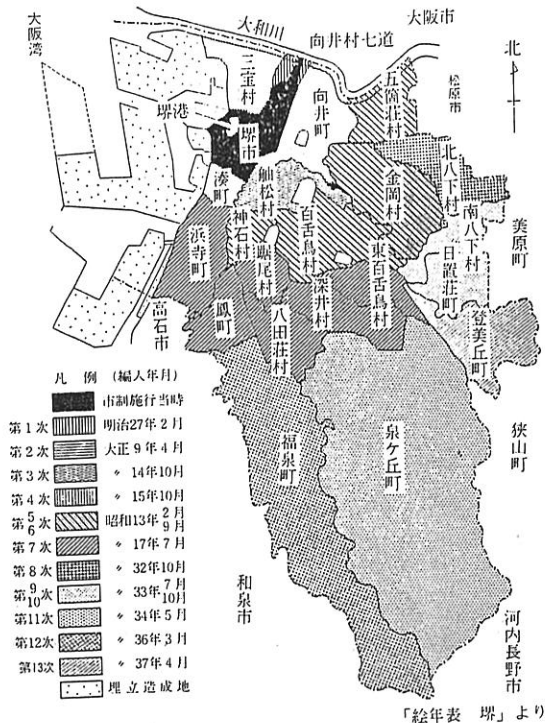 大阪湾
大和川
向井村七道
大阪市
北
松原市
三宝村
堺港
堺市
向井町
五箇荘村
北八下村
金岡村
南八下村
美原町
湊町
舳松村
神石村
百舌鳥村
日置荘町
浜寺町
踞尾村
深井村
東百舌鳥村
登美丘町
高石市
鳳町
八田荘村
狭山町
福泉町
泉ケ丘町
和泉市
河内長野市
凡例 (編入年月)
市制施行当時
第1次 明治27年2月
第2次 大正9年4月
第3次 〃14年10月
第4次 〃15年10月
第5 6次 昭和13年2月 9月
第7次 〃17年7月
第8次 〃32年10月
第9 10次 〃33年7月 10月
第11次 〃34年5月
第12次 〃36年3月
第13次 〃37年4月
埋立造成地
「絵年表 堺」より